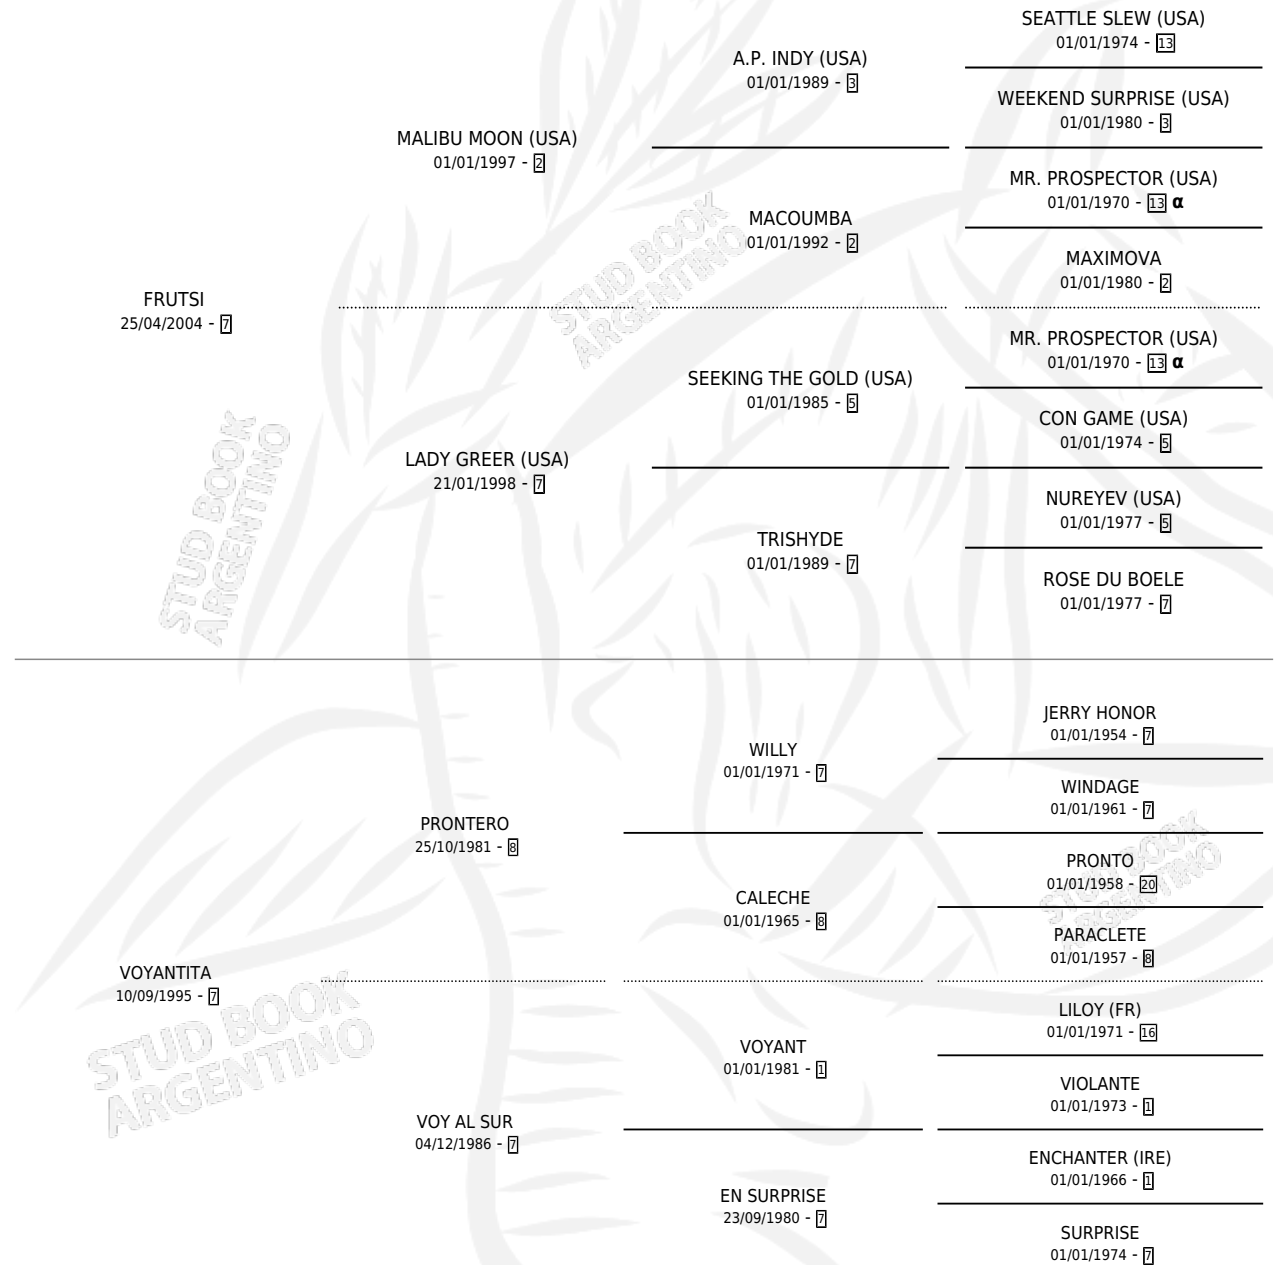 SEATTLE SLEW (USA)
01/01/1974 - 13
A.P. INDY (USA)
01/01/1989 - 3
WEEKEND SURPRISE (USA)
01/01/1980 - 3
MALIBU MOON (USA)
01/01/1997 - 2
MR. PROSPECTOR (USA)
01/01/1970 - 13 α
MACOUMBA
01/01/1992 - 2
MAXIMOVA
01/01/1980 - 2
FRUTSI
25/04/2004 - 7
MR. PROSPECTOR (USA)
01/01/1970 - 13 α
SEEKING THE GOLD (USA)
01/01/1985 - 5
CON GAME (USA)
01/01/1974 - 5
LADY GREER (USA)
21/01/1998 - 7
NUREYEV (USA)
01/01/1977 - 5
TRISHYDE
01/01/1989 - 7
ROSE DU BOELE
01/01/1977 - 7
JERRY HONOR
01/01/1954 - 7
WILLY
01/01/1971 - 7
WINDAGE
01/01/1961 - 7
PRONTERO
25/10/1981 - 8
PRONTO
01/01/1958 - 20
CALECHE
01/01/1965 - 8
PARACLETE
01/01/1957 - 8
VOYANTITA
10/09/1995 - 7
LILOY (FR)
01/01/1971 - 16
VOYANT
01/01/1981 - 1
VIOLANTE
01/01/1973 - 1
VOY AL SUR
04/12/1986 - 7
ENCHANTER (IRE)
01/01/1966 - 1
EN SURPRISE
23/09/1980 - 7
SURPRISE
01/01/1974 - 7
STUD BOOK
ARGENTINO
STUD BOOK
ARGENTINO
STUD BOOK
ARGENTINO
STUD BOOK
ARGENTINO